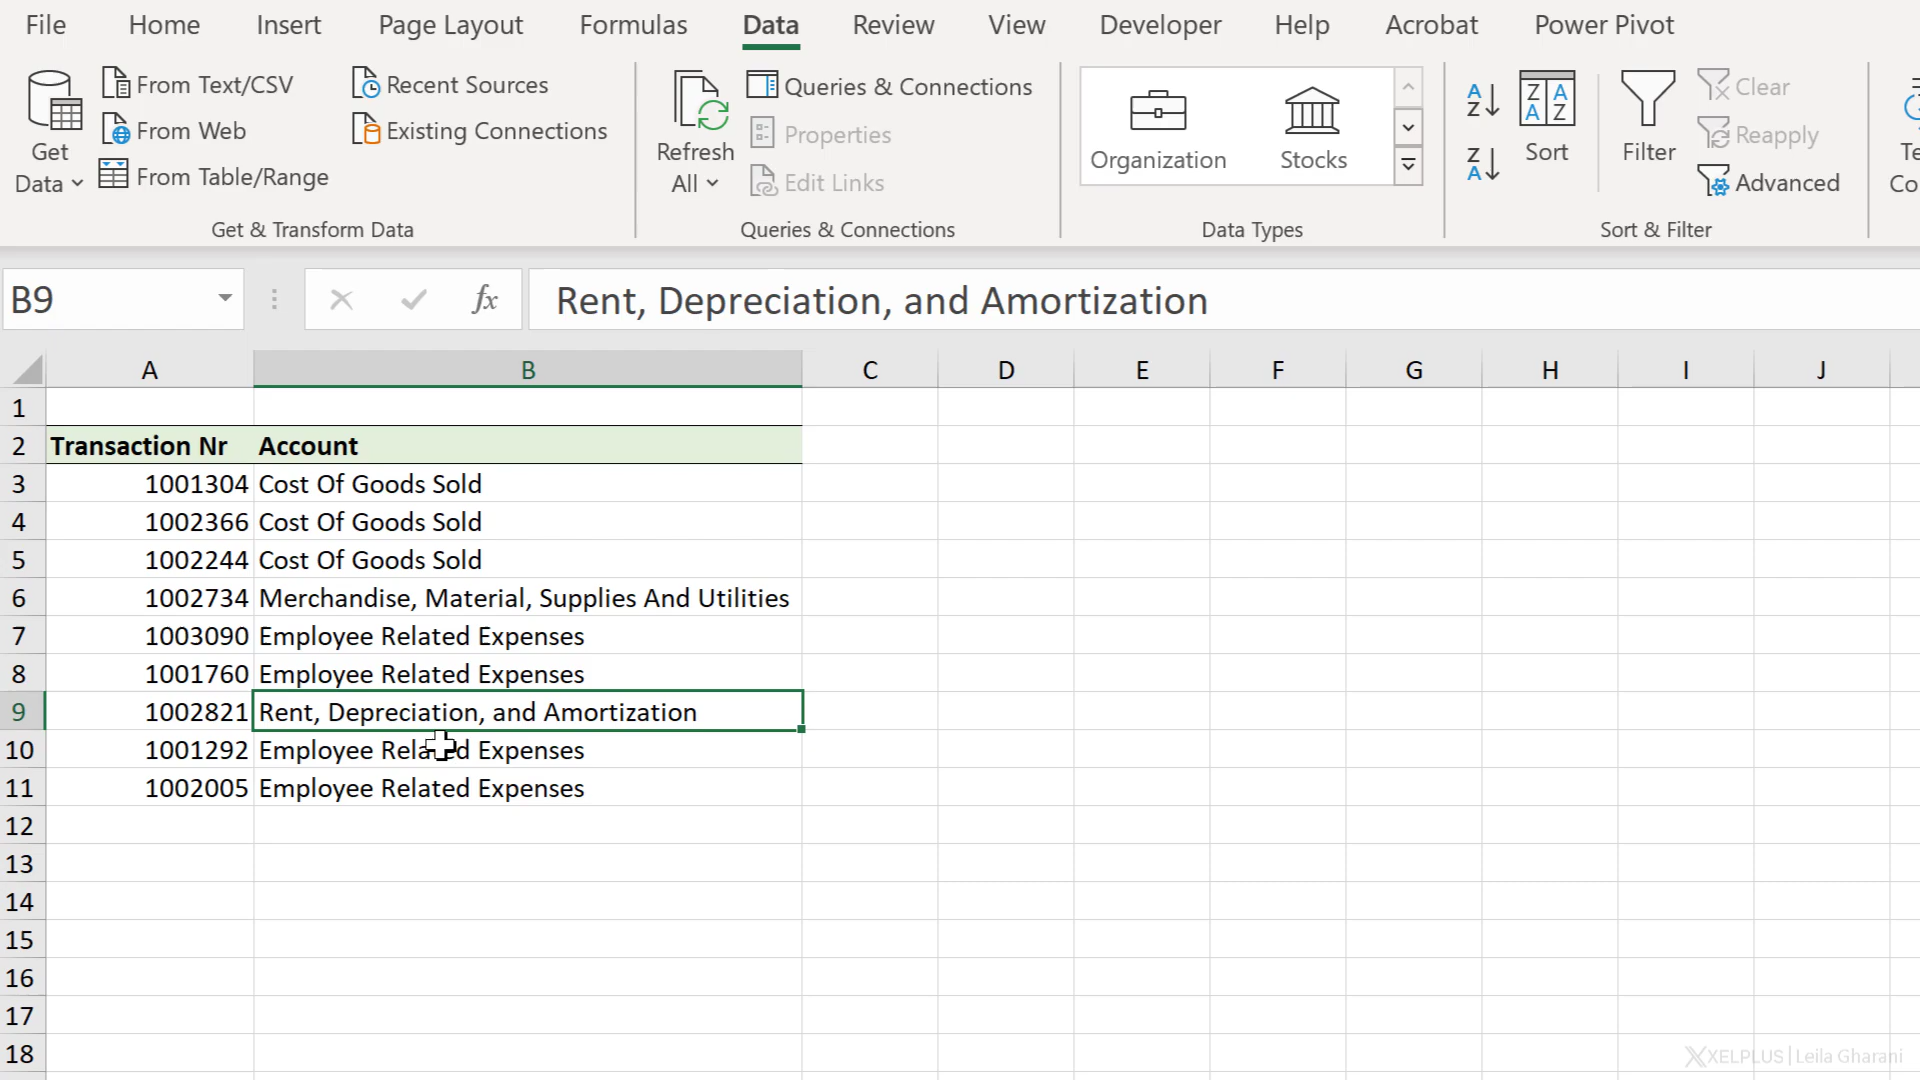 File Home Insert Page Layout Formulas Data Review View Developer Help Acrobat Power Pivot
Get Data
From Text/CSV
From Web
From Table/Range
Recent Sources
Existing Connections
Get & Transform Data
Refresh All
Queries & Connections
Properties
Edit Links
Queries & Connections
Organization
Stocks
Data Types
Sort
Filter
Clear
Reapply
Advanced
Sort & Filter
B9 fx Rent, Depreciation, and Amortization
A B C D E F G H I J
1
2 Transaction Nr Account
3 1001304 Cost Of Goods Sold
4 1002366 Cost Of Goods Sold
5 1002244 Cost Of Goods Sold
6 1002734 Merchandise, Material, Supplies And Utilities
7 1003090 Employee Related Expenses
8 1001760 Employee Related Expenses
9 1002821 Rent, Depreciation, and Amortization
10 1001292 Employee Related Expenses
11 1002005 Employee Related Expenses
12
13
14
15
16
17
18
XELPLUS | Leila Gharani